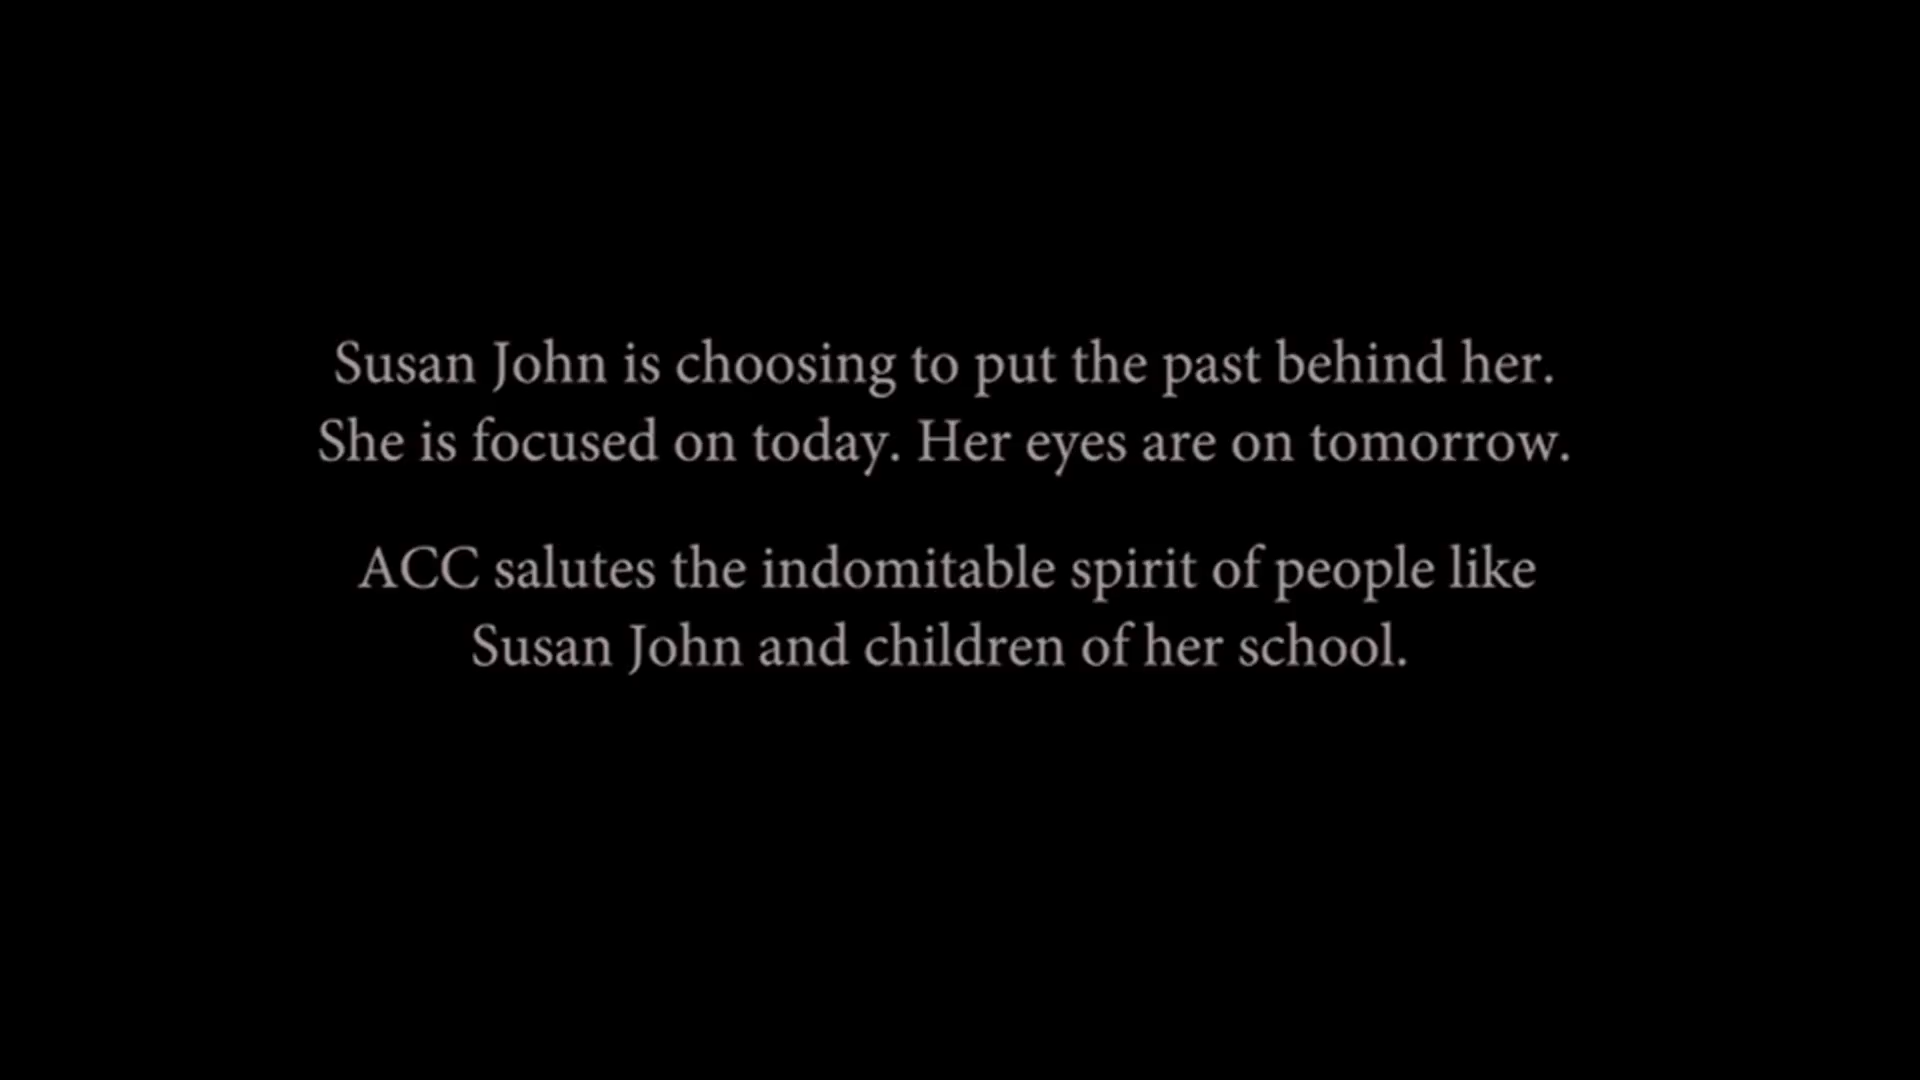 Susan John is choosing to put the past behind her.
She is focused on today. Her eyes are on tomorrow.
ACC salutes the indomitable spirit of people like
Susan John and children of her school.